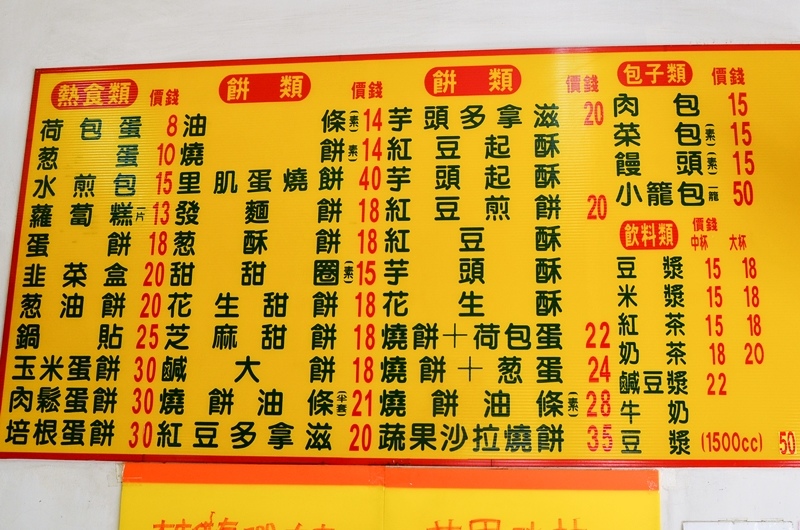 熱食類 價錢
荷包蛋 8
葱蛋 10
水煎包 15
蘿蔔糕(一片) 13
蛋餅 18
韭菜盒 20
葱油餅 20
鍋貼 25
玉米蛋餅 30
肉鬆蛋餅 30
培根蛋餅 30
餅類 價錢
油條(素) 14
燒餅(素) 14
里肌蛋燒餅 40
發麵餅 18
葱酥餅 18
甜甜圈(素) 15
花生甜餅 18
芝麻甜餅 18
鹹大餅 18
燒餅油條(半套) 21
紅豆多拿滋 20
餅類 價錢
芋頭多拿滋 20
紅豆起酥
芋頭起酥
紅豆煎餅 20
紅豆酥
芋頭酥
花生酥
燒餅+荷包蛋 22
燒餅+葱蛋 24
燒餅油條(素) 28
蔬果沙拉燒餅 35
包子類 價錢
肉包 15
菜包(素) 15
饅頭(素) 15
小籠包(一籠) 50
飲料類 價錢 中杯 大杯
豆漿 15 18
米漿 15 18
紅茶 15 18
奶茶 18 20
鹹豆漿 22
牛奶
豆漿(1500cc) 50